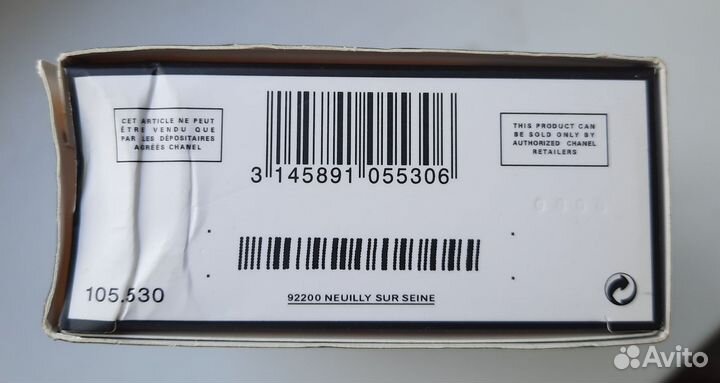 CET ARTICLE NE PEUT
ÊTRE VENDU QUE
PAR LES DÉPOSITAIRES
AGRÉÉS CHANEL
THIS PRODUCT CAN
BE SOLD ONLY BY
AUTHORIZED CHANEL
RETAILERS
3 145891 055306
105.530
92200 NEUILLY SUR SEINE
Avito